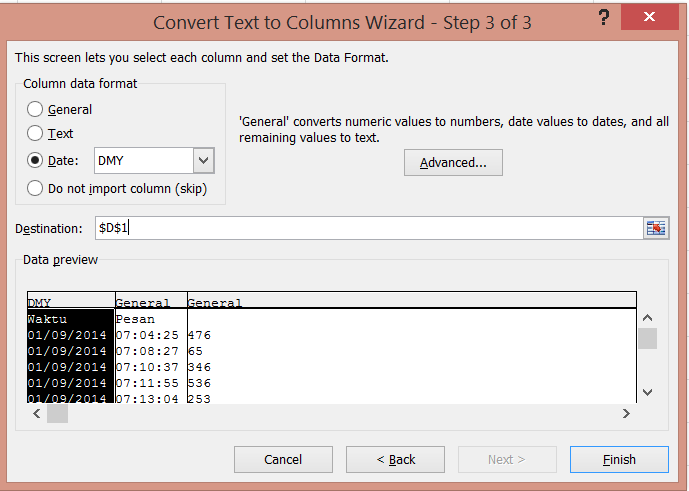 Convert Text to Columns Wizard - Step 3 of 3
?
x
This screen lets you select each column and set the Data Format.
Column data format
General
Text
Date: DMY
Do not import column (skip)
'General' converts numeric values to numbers, date values to dates, and all
remaining values to text.
Advanced...
Destination: $D$1
Data preview
DMY General General
Waktu Pesan
01/09/2014 07:04:25 476
01/09/2014 07:08:27 65
01/09/2014 07:10:37 346
01/09/2014 07:11:55 536
01/09/2014 07:13:04 253
Cancel < Back Next > Finish